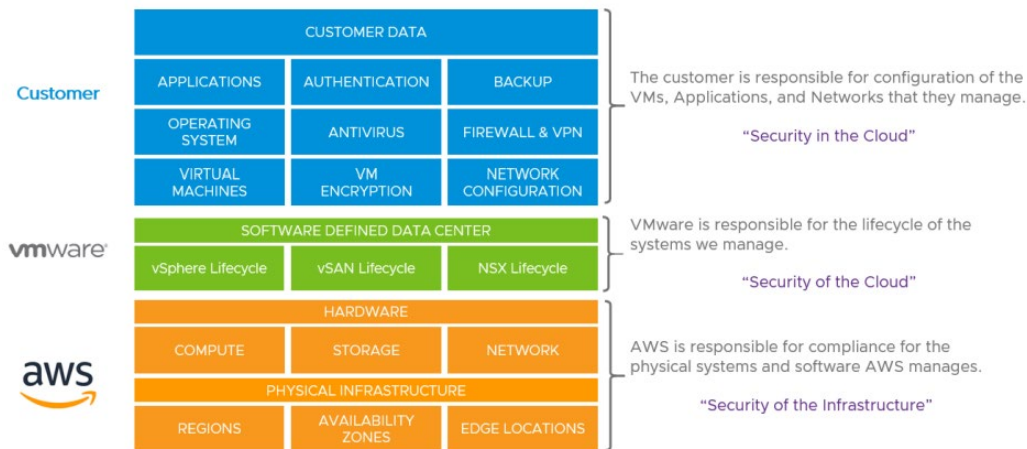 CUSTOMER DATA
Customer
APPLICATIONS
AUTHENTICATION
BACKUP
OPERATING
SYSTEM
ANTIVIRUS
FIREWALL & VPN
VIRTUAL
MACHINES
VM
ENCRYPTION
NETWORK
CONFIGURATION
The customer is responsible for configuration of the
VMs, Applications, and Networks that they manage.
“Security in the Cloud”
vmware®
SOFTWARE DEFINED DATA CENTER
vSphere Lifecycle
vSAN Lifecycle
NSX Lifecycle
VMware is responsible for the lifecycle of the
systems we manage.
“Security of the Cloud”
aws
HARDWARE
COMPUTE
STORAGE
NETWORK
PHYSICAL INFRASTRUCTURE
REGIONS
AVAILABILITY
ZONES
EDGE LOCATIONS
AWS is responsible for compliance for the
physical systems and software AWS manages.
“Security of the Infrastructure”